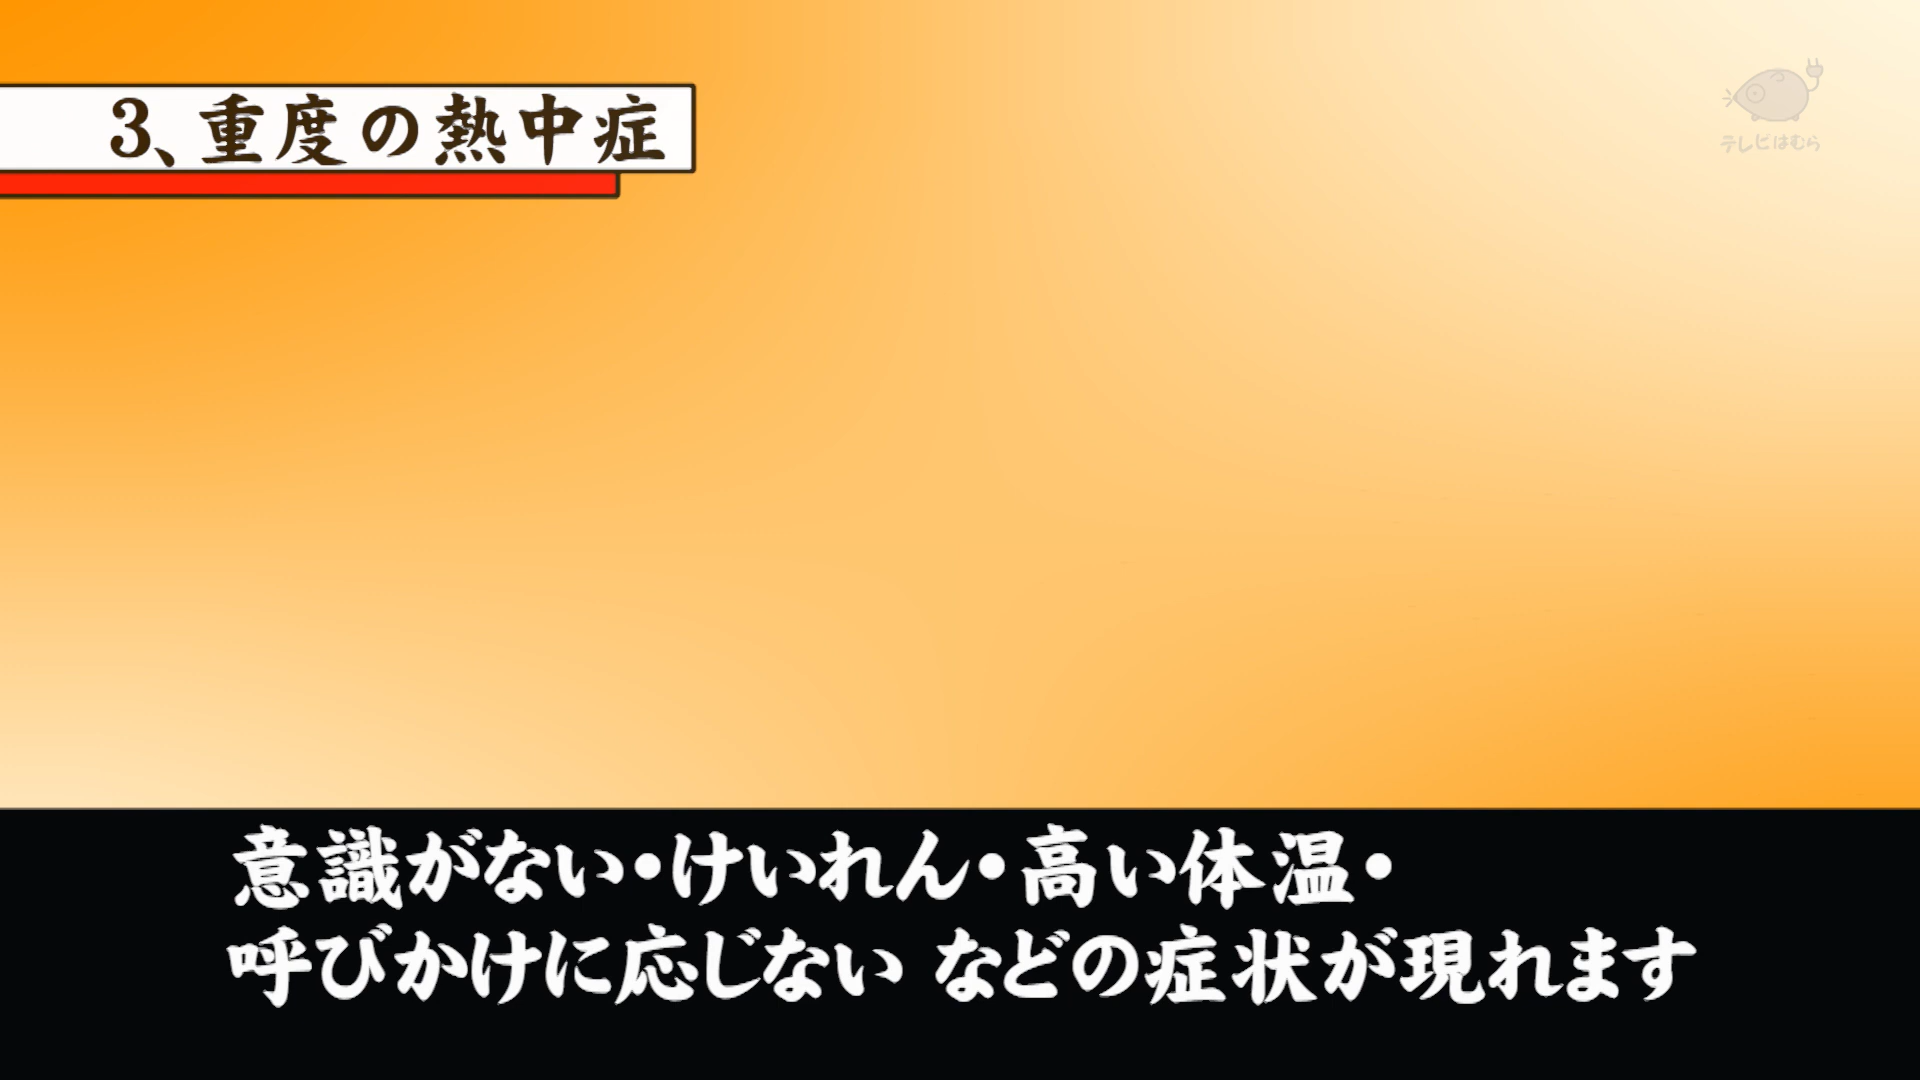 3、重度の熱中症
テレビはむら
意識がない・けいれん・高い体温・
呼びかけに応じない などの症状が現れます